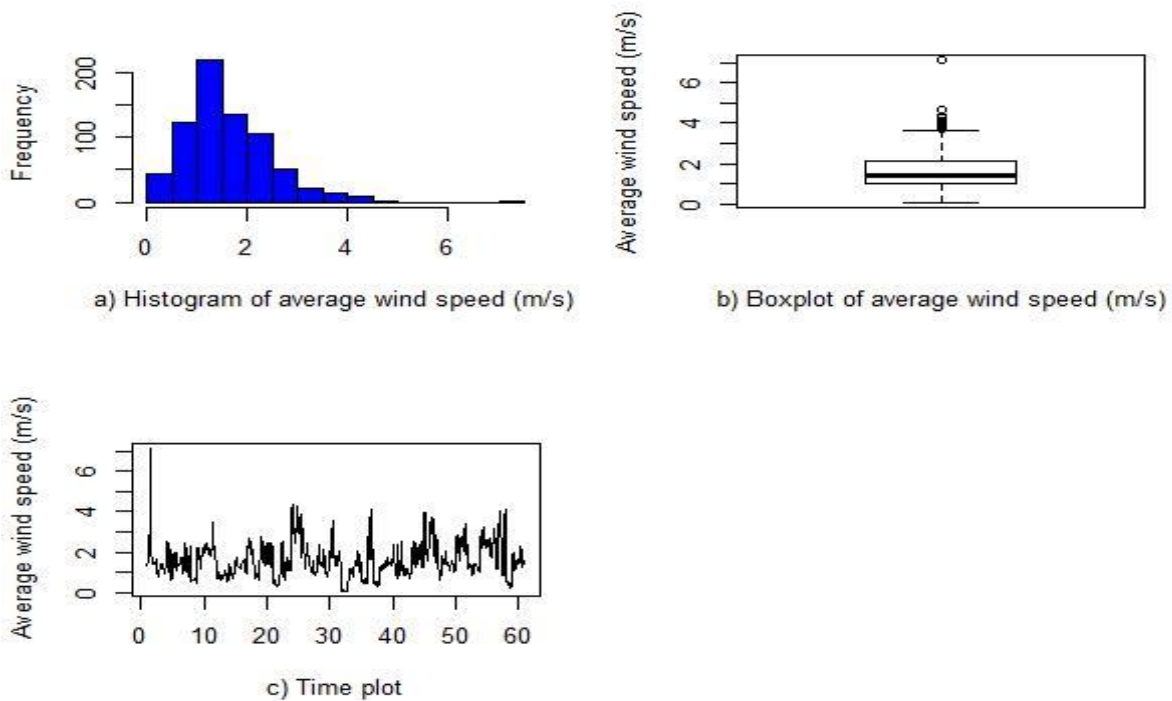 Frequency
0 100 200
0 2 4 6
a) Histogram of average wind speed (m/s)
Average wind speed (m/s)
0 2 4 6
b) Boxplot of average wind speed (m/s)
Average wind speed (m/s)
0 2 4 6
0 10 20 30 40 50 60
c) Time plot